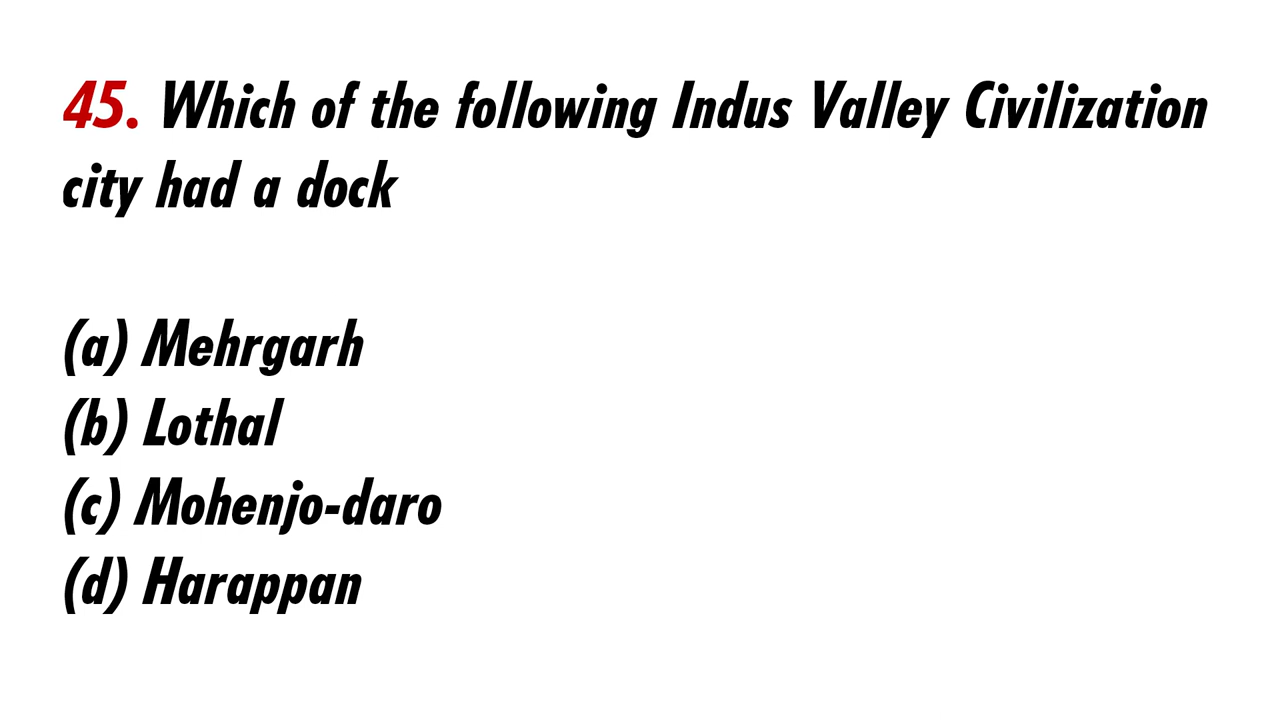 45. Which of the following Indus Valley Civilization
city had a dock
(a) Mehrgarh
(b) Lothal
(c) Mohenjo-daro
(d) Harappan